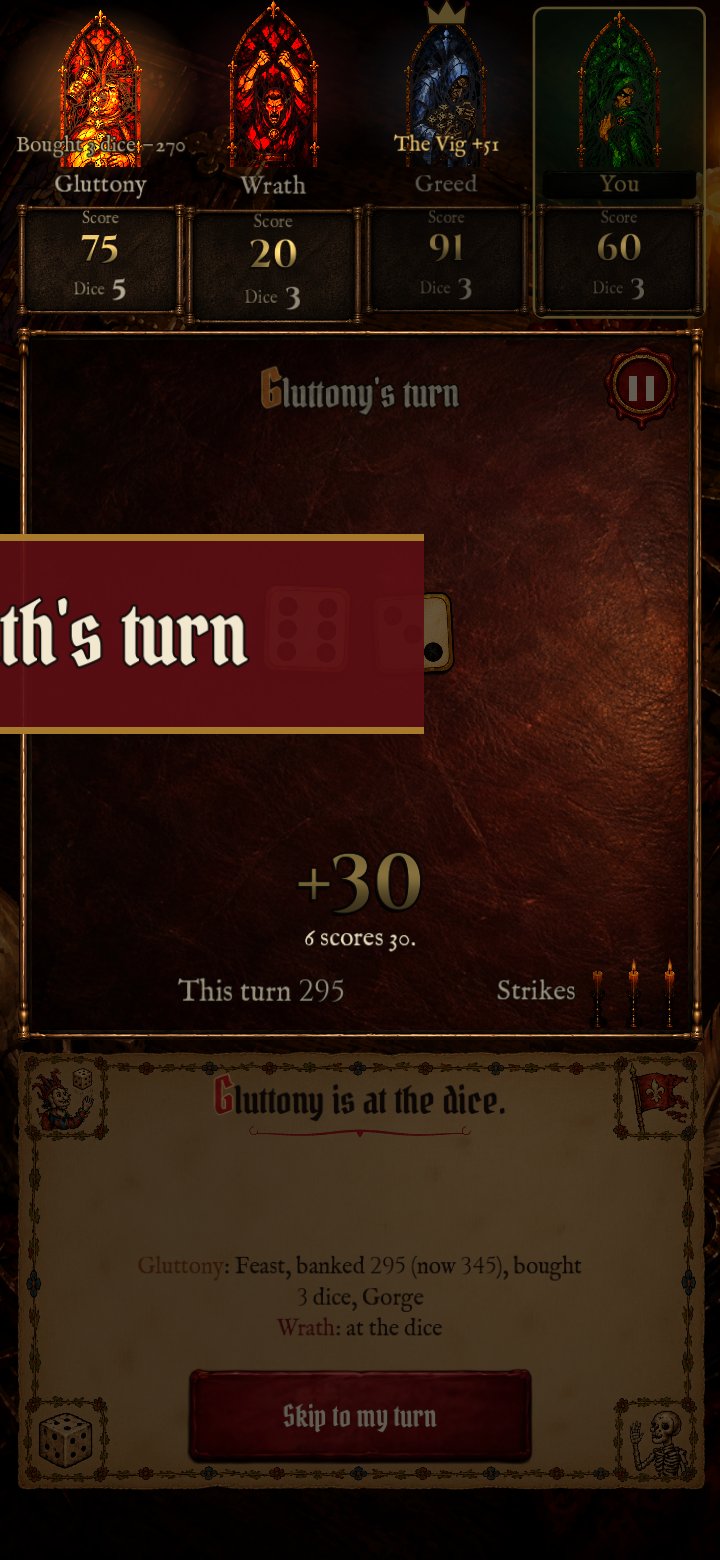 Bought 3 dice −270
The Vig +51
Gluttony
Wrath
Greed
You
Score
75
Dice 5
Score
20
Dice 3
Score
91
Dice 3
Score
60
Dice 3
Gluttony's turn
th's turn
+30
6 scores 30.
This turn 295
Strikes
Gluttony is at the dice.
Gluttony: Feast, banked 295 (now 345), bought
3 dice, Gorge
Wrath: at the dice
Skip to my turn